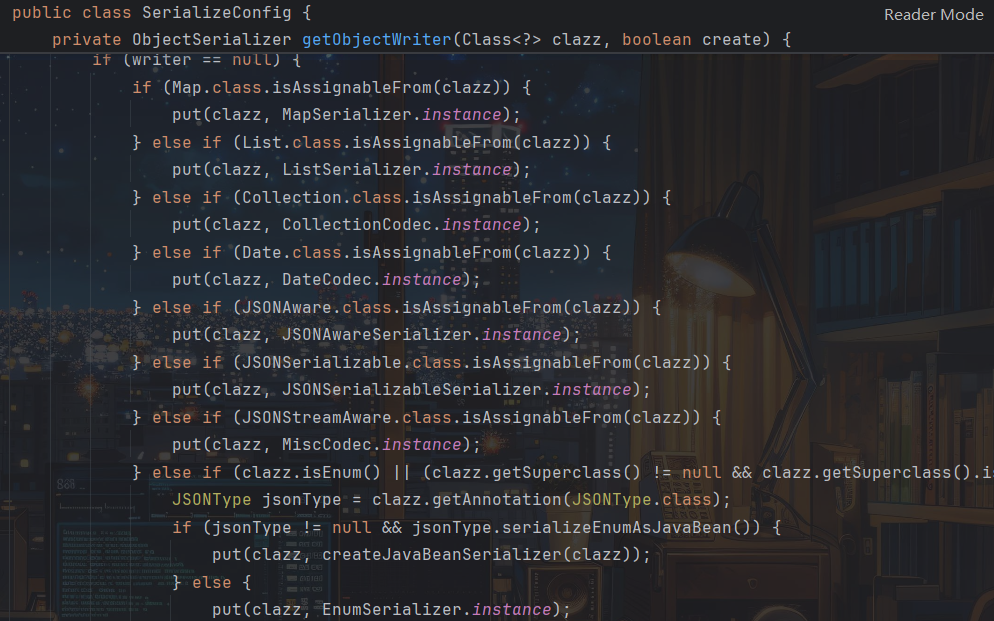 public class SerializeConfig {
Reader Mode
    private ObjectSerializer getObjectWriter(Class<?> clazz, boolean create) {
        if (writer == null) {
            if (Map.class.isAssignableFrom(clazz)) {
                put(clazz, MapSerializer.instance);
            } else if (List.class.isAssignableFrom(clazz)) {
                put(clazz, ListSerializer.instance);
            } else if (Collection.class.isAssignableFrom(clazz)) {
                put(clazz, CollectionCodec.instance);
            } else if (Date.class.isAssignableFrom(clazz)) {
                put(clazz, DateCodec.instance);
            } else if (JSONAware.class.isAssignableFrom(clazz)) {
                put(clazz, JSONAwareSerializer.instance);
            } else if (JSONSerializable.class.isAssignableFrom(clazz)) {
                put(clazz, JSONSerializableSerializer.instance);
            } else if (JSONStreamAware.class.isAssignableFrom(clazz)) {
                put(clazz, MiscCodec.instance);
            } else if (clazz.isEnum() || (clazz.getSuperclass() != null && clazz.getSuperclass().i
                JSONType jsonType = clazz.getAnnotation(JSONType.class);
                if (jsonType != null && jsonType.serializeEnumAsJavaBean()) {
                    put(clazz, createJavaBeanSerializer(clazz));
                } else {
                    put(clazz, EnumSerializer.instance);